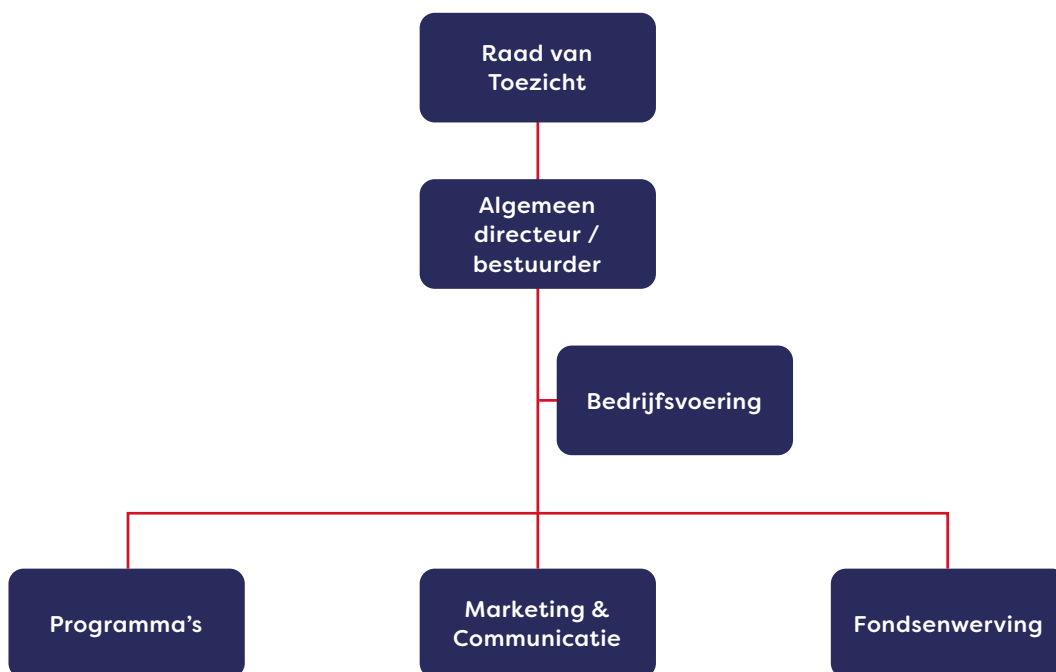 Raad van
Toezicht
Algemeen
directeur /
bestuurder
Bedrijfsvoering
Programma’s
Marketing &
Communicatie
Fondsenwerving